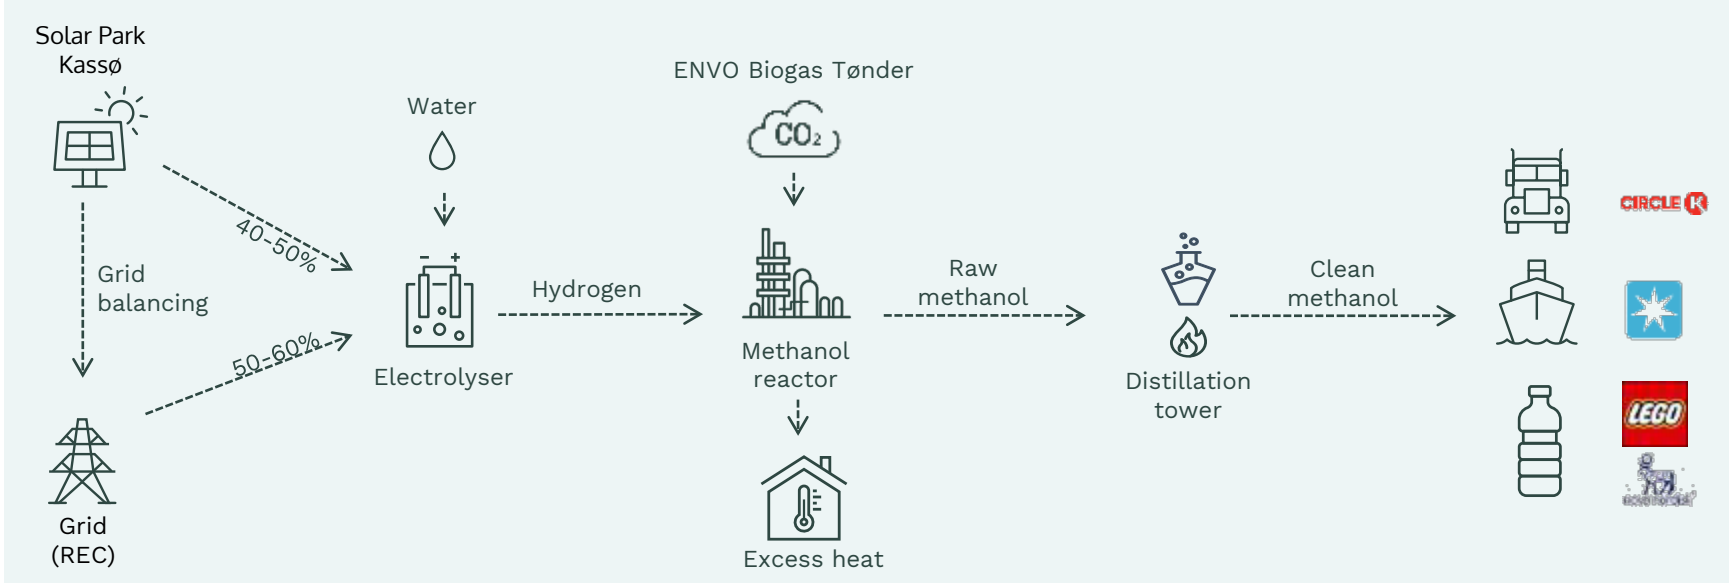 Solar Park
Kassø
Grid
balancing
Grid
(REC)
40-50%
50-60%
Water
- +
Electrolyser
Hydrogen
ENVO Biogas Tønder
CO₂
Methanol
reactor
Excess heat
Raw
methanol
Distillation
tower
Clean
methanol
CIRCLE K
LEGO